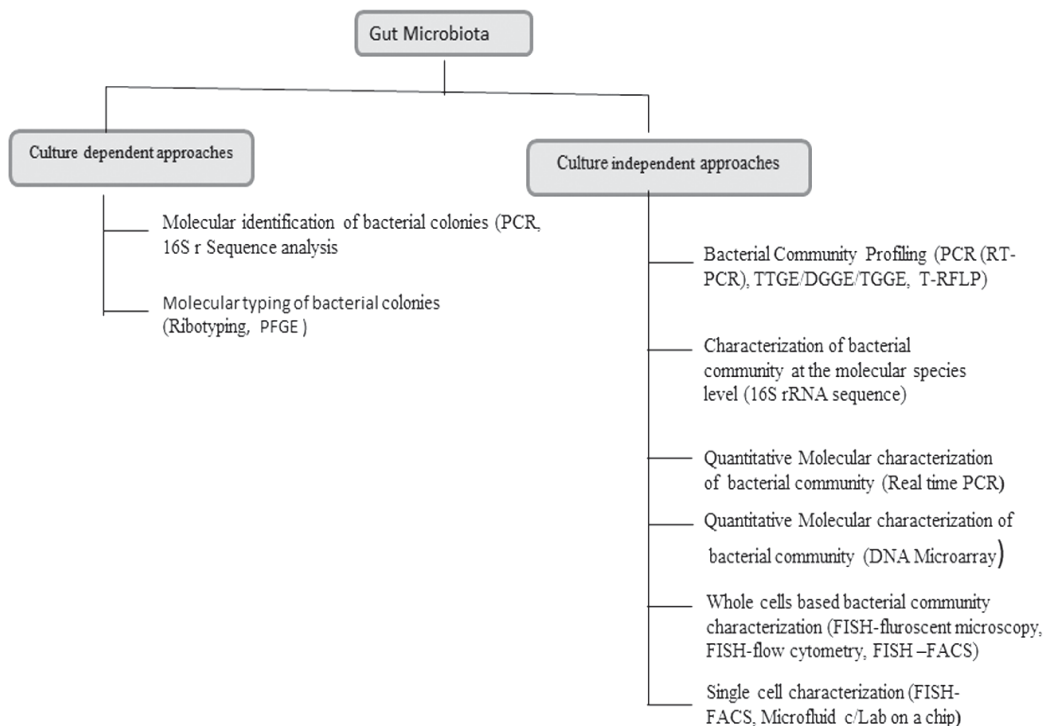 Gut Microbiota
Culture dependent approaches
Molecular identification of bacterial colonies (PCR,
16S r Sequence analysis
Molecular typing of bacterial colonies
(Ribotyping, PFGE )
Culture independent approaches
Bacterial Community Profiling (PCR (RT-
PCR), TTGE/DGGE/TGGE, T-RFLP)
Characterization of bacterial
community at the molecular species
level (16S rRNA sequence)
Quantitative Molecular characterization
of bacterial community (Real time PCR)
Quantitative Molecular characterization of
bacterial community (DNA Microarray)
Whole cells based bacterial community
characterization (FISH-fluroscent microscopy,
FISH-flow cytometry, FISH –FACS)
Single cell characterization (FISH-
FACS, Microfluid c/Lab on a chip)